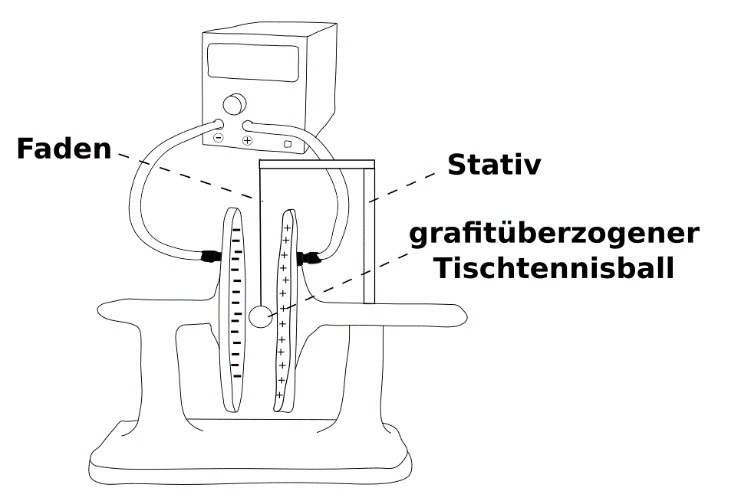 Faden
Stativ
grafitüberzogener
Tischtennisball